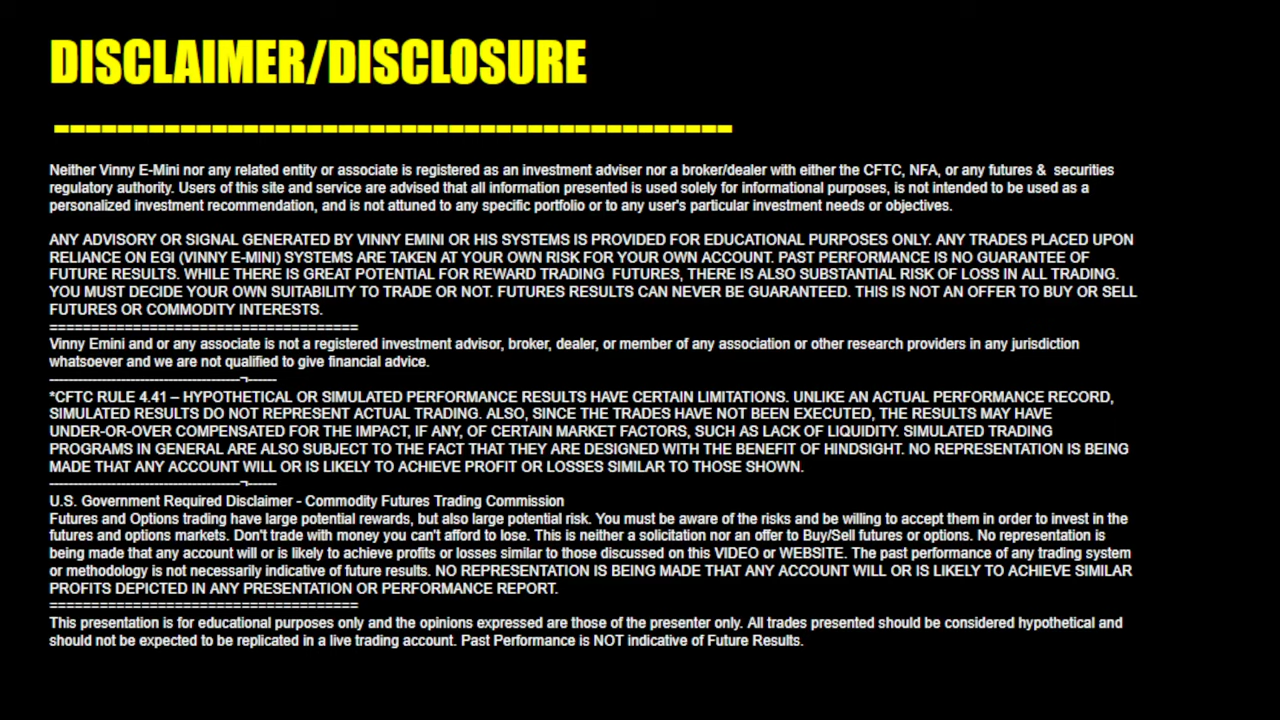 DISCLAIMER/DISCLOSURE
--------------------------------------------
Neither Vinny E-Mini nor any related entity or associate is registered as an investment adviser nor a broker/dealer with either the CFTC, NFA, or any futures &  securities
regulatory authority. Users of this site and service are advised that all information presented is used solely for informational purposes, is not intended to be used as a
personalized investment recommendation, and is not attuned to any specific portfolio or to any user's particular investment needs or objectives.
ANY ADVISORY OR SIGNAL GENERATED BY VINNY EMINI OR HIS SYSTEMS IS PROVIDED FOR EDUCATIONAL PURPOSES ONLY. ANY TRADES PLACED UPON
RELIANCE ON EGI (VINNY E-MINI) SYSTEMS ARE TAKEN AT YOUR OWN RISK FOR YOUR OWN ACCOUNT. PAST PERFORMANCE IS NO GUARANTEE OF
FUTURE RESULTS. WHILE THERE IS GREAT POTENTIAL FOR REWARD TRADING  FUTURES, THERE IS ALSO SUBSTANTIAL RISK OF LOSS IN ALL TRADING.
YOU MUST DECIDE YOUR OWN SUITABILITY TO TRADE OR NOT. FUTURES RESULTS CAN NEVER BE GUARANTEED. THIS IS NOT AN OFFER TO BUY OR SELL
FUTURES OR COMMODITY INTERESTS.
=====================================
Vinny Emini and or any associate is not a registered investment advisor, broker, dealer, or member of any association or other research providers in any jurisdiction
whatsoever and we are not qualified to give financial advice.
----------------------------------------¬------
*CFTC RULE 4.41 – HYPOTHETICAL OR SIMULATED PERFORMANCE RESULTS HAVE CERTAIN LIMITATIONS. UNLIKE AN ACTUAL PERFORMANCE RECORD,
SIMULATED RESULTS DO NOT REPRESENT ACTUAL TRADING. ALSO, SINCE THE TRADES HAVE NOT BEEN EXECUTED, THE RESULTS MAY HAVE
UNDER-OR-OVER COMPENSATED FOR THE IMPACT, IF ANY, OF CERTAIN MARKET FACTORS, SUCH AS LACK OF LIQUIDITY. SIMULATED TRADING
PROGRAMS IN GENERAL ARE ALSO SUBJECT TO THE FACT THAT THEY ARE DESIGNED WITH THE BENEFIT OF HINDSIGHT. NO REPRESENTATION IS BEING
MADE THAT ANY ACCOUNT WILL OR IS LIKELY TO ACHIEVE PROFIT OR LOSSES SIMILAR TO THOSE SHOWN.
----------------------------------------¬------
U.S. Government Required Disclaimer - Commodity Futures Trading Commission
Futures and Options trading have large potential rewards, but also large potential risk. You must be aware of the risks and be willing to accept them in order to invest in the
futures and options markets. Don't trade with money you can't afford to lose. This is neither a solicitation nor an offer to Buy/Sell futures or options. No representation is
being made that any account will or is likely to achieve profits or losses similar to those discussed on this VIDEO or WEBSITE. The past performance of any trading system
or methodology is not necessarily indicative of future results. NO REPRESENTATION IS BEING MADE THAT ANY ACCOUNT WILL OR IS LIKELY TO ACHIEVE SIMILAR
PROFITS DEPICTED IN ANY PRESENTATION OR PERFORMANCE REPORT.
=====================================
This presentation is for educational purposes only and the opinions expressed are those of the presenter only. All trades presented should be considered hypothetical and
should not be expected to be replicated in a live trading account. Past Performance is NOT indicative of Future Results.